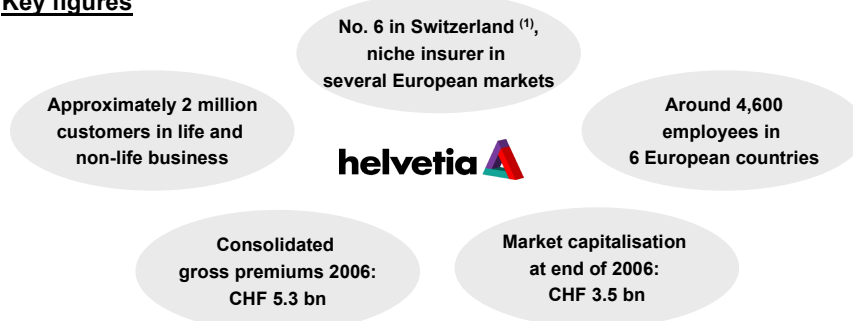 Key figures
No. 6 in Switzerland (1),
niche insurer in
several European markets
Approximately 2 million
customers in life and
non-life business
Around 4,600
employees in
6 European countries
helvetia
Consolidated
gross premiums 2006:
CHF 5.3 bn
Market capitalisation
at end of 2006:
CHF 3.5 bn